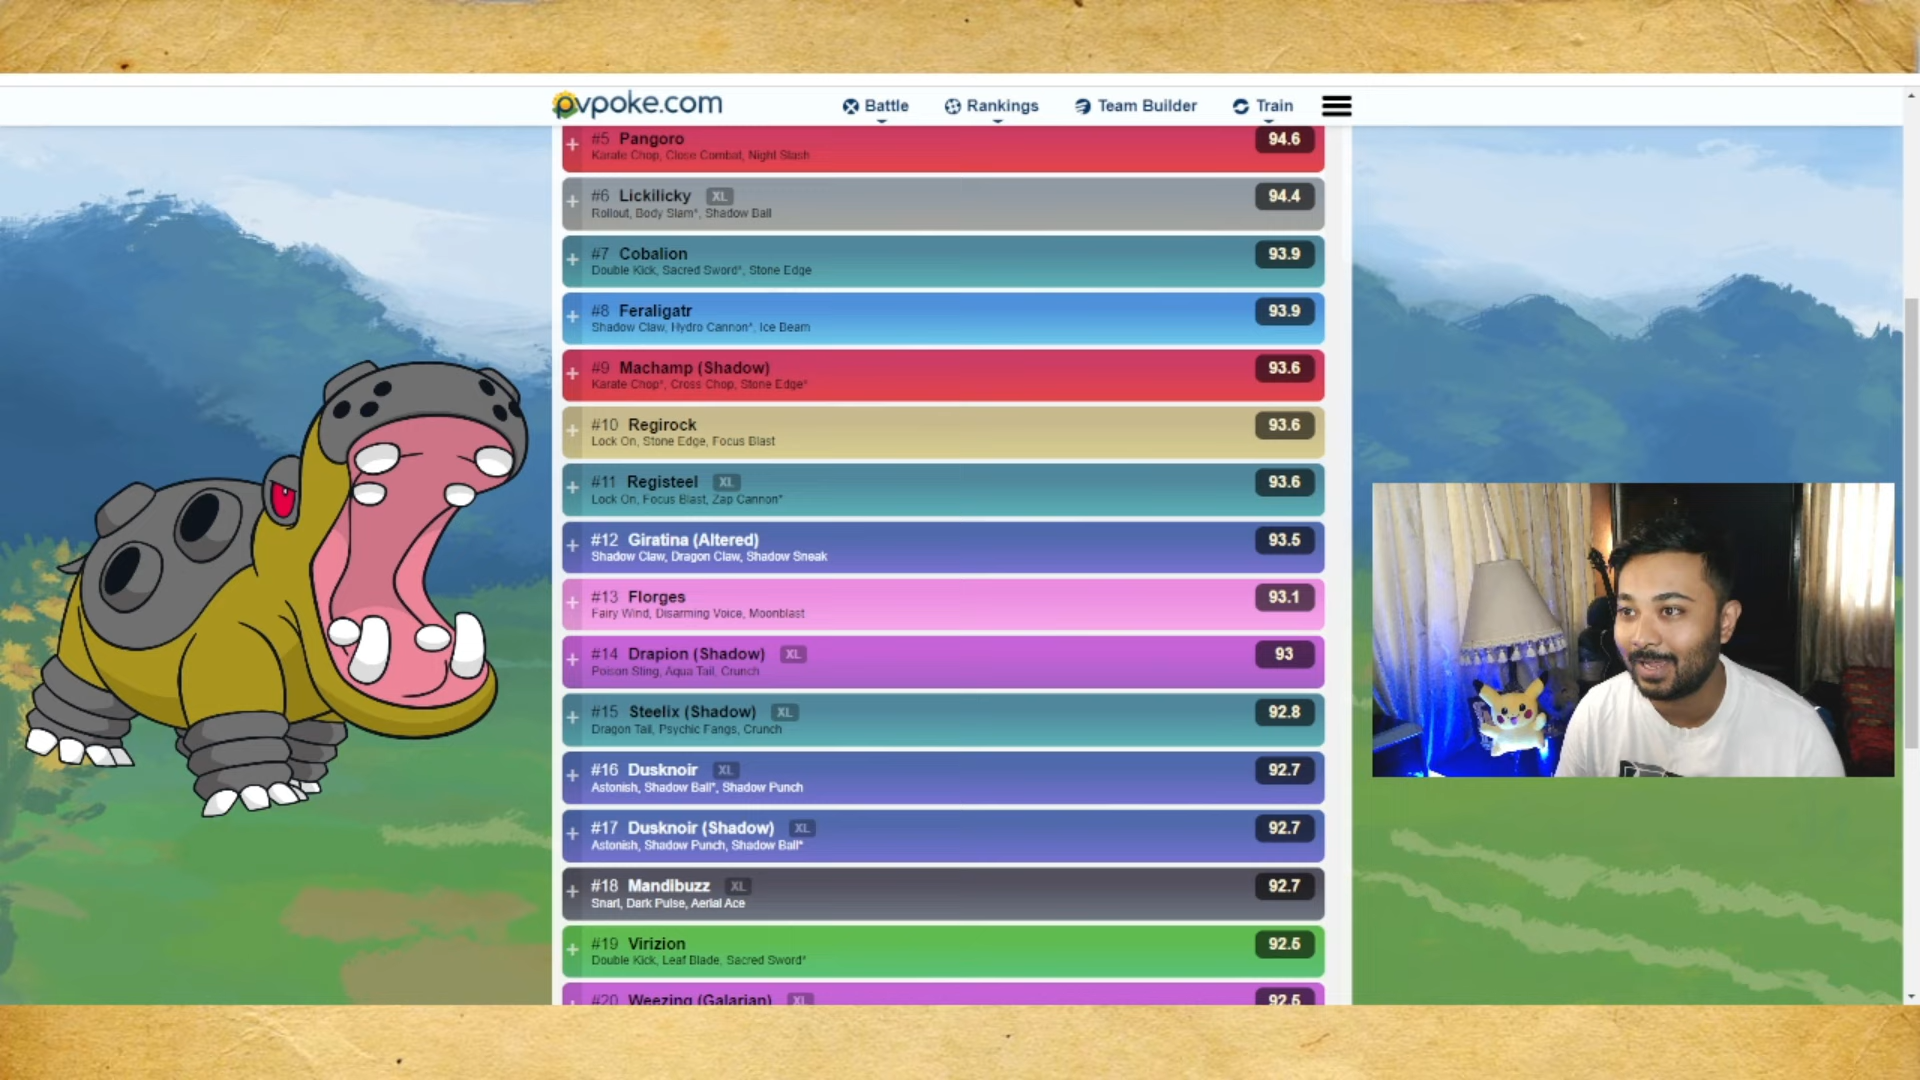 pvpoke.com
Battle
Rankings
Team Builder
Train
#5 Pangoro
94.6
Karate Chop, Close Combat, Night Slash
#6 Lickilicky XL
94.4
Rollout, Body Slam*, Shadow Ball
#7 Cobalion
93.9
Double Kick, Sacred Sword*, Stone Edge
#8 Feraligatr
93.9
Shadow Claw, Hydro Cannon*, Ice Beam
#9 Machamp (Shadow)
93.6
Karate Chop*, Cross Chop, Stone Edge*
#10 Regirock
93.6
Lock On, Stone Edge, Focus Blast
#11 Registeel XL
93.6
Lock On, Focus Blast, Zap Cannon*
#12 Giratina (Altered)
93.5
Shadow Claw, Dragon Claw, Shadow Sneak
#13 Florges
93.1
Fairy Wind, Disarming Voice, Moonblast
#14 Drapion (Shadow) XL
93
Poison Sting, Aqua Tail, Crunch
#15 Steelix (Shadow) XL
92.8
Dragon Tail, Psychic Fangs, Crunch
#16 Dusknoir XL
92.7
Astonish, Shadow Ball*, Shadow Punch
#17 Dusknoir (Shadow) XL
92.7
Astonish, Shadow Punch, Shadow Ball*
#18 Mandibuzz XL
92.7
Snarl, Dark Pulse, Aerial Ace
#19 Virizion
92.5
Double Kick, Leaf Blade, Sacred Sword*
#20 Weezing (Galarian) XL
92.5